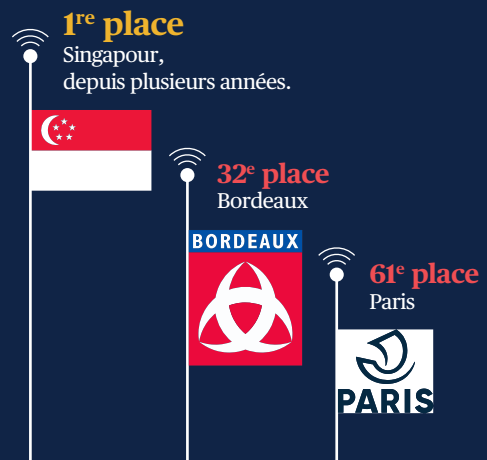 1re place
Singapour,
depuis plusieurs années.
32e place
Bordeaux
BORDEAUX
61e place
Paris
PARIS